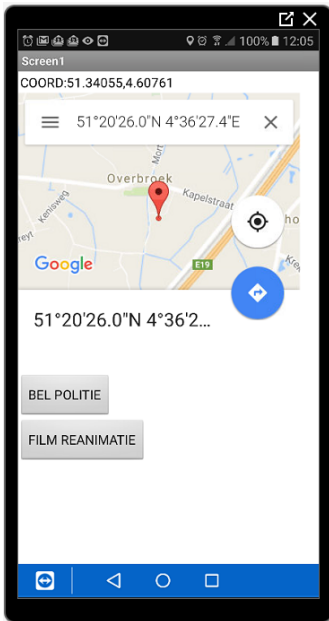 100% 12:05
Screen1
COORD:51.34055,4.60761
51°20'26.0"N 4°36'27.4"E
Overbroek
Kapelstraat
Kenisweg
Google
E19
51°20'26.0"N 4°36'2...
BEL POLITIE
FILM REANIMATIE